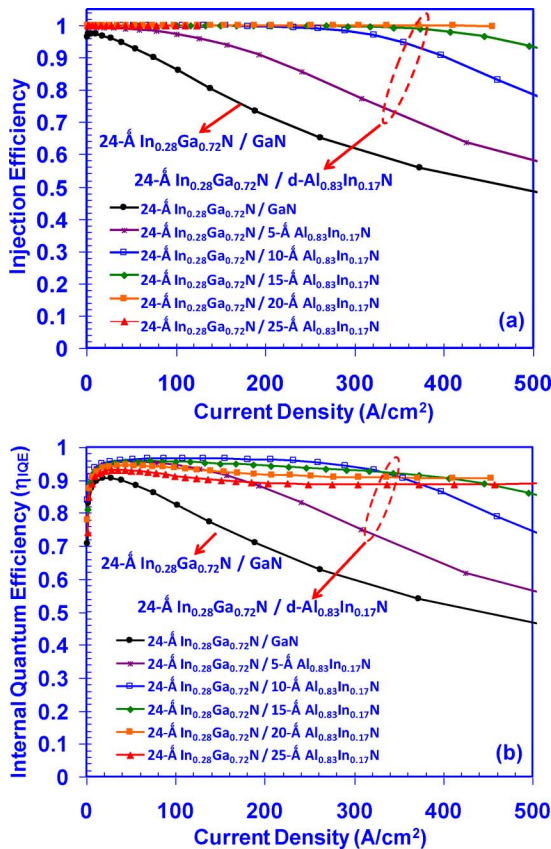 (a)
Injection Efficiency
1
0.9
0.8
0.7
0.6
0.5
0.4
0.3
0.2
0.1
0
24-Å In0.28Ga0.72N / GaN
24-Å In0.28Ga0.72N / d-Al0.83In0.17N
24-Å In0.28Ga0.72N / GaN
24-Å In0.28Ga0.72N / 5-Å Al0.83In0.17N
24-Å In0.28Ga0.72N / 10-Å Al0.83In0.17N
24-Å In0.28Ga0.72N / 15-Å Al0.83In0.17N
24-Å In0.28Ga0.72N / 20-Å Al0.83In0.17N
24-Å In0.28Ga0.72N / 25-Å Al0.83In0.17N
0 100 200 300 400 500
Current Density (A/cm²)
Internal Quantum Efficiency (ηIQE)
1
0.9
0.8
0.7
0.6
0.5
0.4
0.3
0.2
0.1
0
24-Å In0.28Ga0.72N / GaN
24-Å In0.28Ga0.72N / d-Al0.83In0.17N
24-Å In0.28Ga0.72N / GaN
24-Å In0.28Ga0.72N / 5-Å Al0.83In0.17N
24-Å In0.28Ga0.72N / 10-Å Al0.83In0.17N
24-Å In0.28Ga0.72N / 15-Å Al0.83In0.17N
24-Å In0.28Ga0.72N / 20-Å Al0.83In0.17N
24-Å In0.28Ga0.72N / 25-Å Al0.83In0.17N
(b)
0 100 200 300 400 500
Current Density (A/cm²)